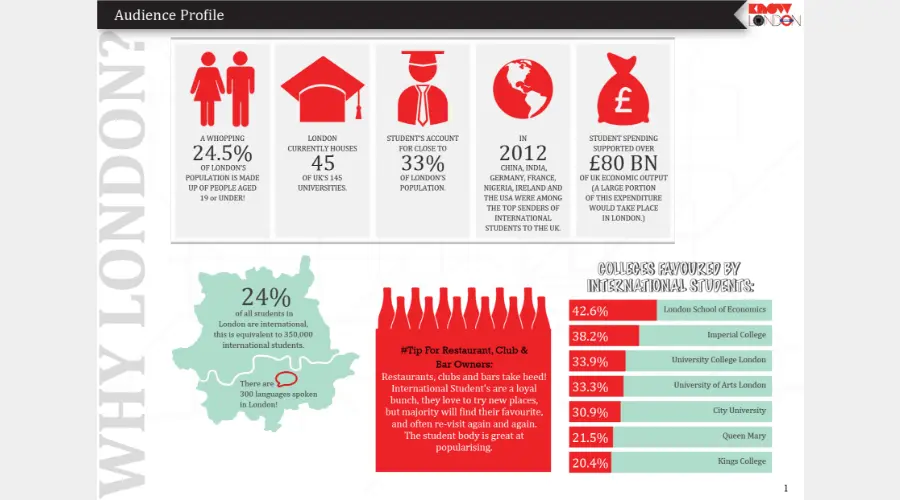 Audience Profile
KNOW
LONDON
WHY LONDON?
A WHOPPING
24.5%
OF LONDON'S
POPULATION IS MADE
UP OF PEOPLE AGED
19 or UNDER!
LONDON
CURRENTLY HOUSES
45
OF UK'S 145
UNIVERSITIES.
STUDENT'S ACCOUNT
FOR CLOSE TO
33%
OF LONDON'S
POPULATION.
IN
2012
CHINA, INDIA,
GERMANY, FRANCE,
NIGERIA, IRELAND AND
THE USA WERE AMONG
THE TOP SENDERS OF
INTERNATIONAL
STUDENTS TO THE UK.
£
STUDENT SPENDING
SUPPORTED OVER
£80 BN
OF UK ECONOMIC OUTPUT
(A LARGE PORTION
OF THIS EXPENDITURE
WOULD TAKE PLACE
IN LONDON.)
24%
of all students in
London are international,
this is equivalent to 350,000
international students.
There are
300 languages spoken
in London!
#Tip For Restaurant, Club &
Bar Owners:
Restaurants, clubs and bars take heed!
International Student's are a loyal
bunch, they love to try new places,
but majority will find their favourite,
and often re-visit again and again.
The student body is great at
popularising.
COLLEGES FAVOURED BY
INTERNATIONAL STUDENTS:
42.6% London School of Economics
38.2% Imperial College
33.9% University College London
33.3% University of Arts London
30.9% City University
21.5% Queen Mary
20.4% Kings College
1